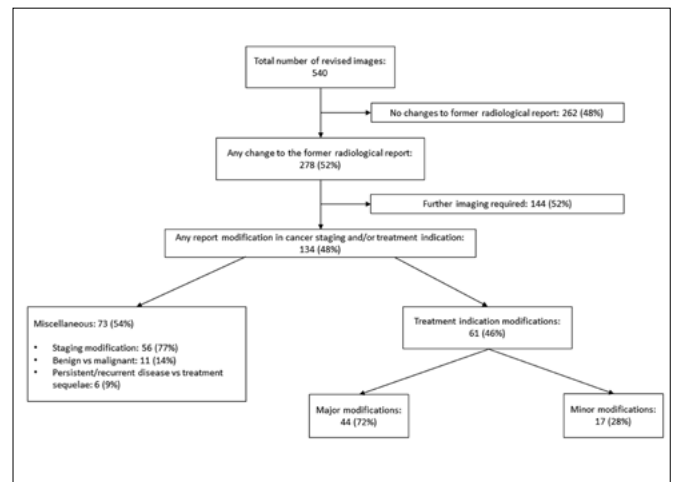 Total number of revised images:
540
No changes to former radiological report: 262 (48%)
Any change to the former radiological report:
278 (52%)
Further imaging required: 144 (52%)
Any report modification in cancer staging and/or treatment indication:
134 (48%)
Miscellaneous: 73 (54%)
• Staging modification: 56 (77%)
• Benign vs malignant: 11 (14%)
• Persistent/recurrent disease vs treatment
sequelae: 6 (9%)
Treatment indication modifications:
61 (46%)
Major modifications:
44 (72%)
Minor modifications:
17 (28%)